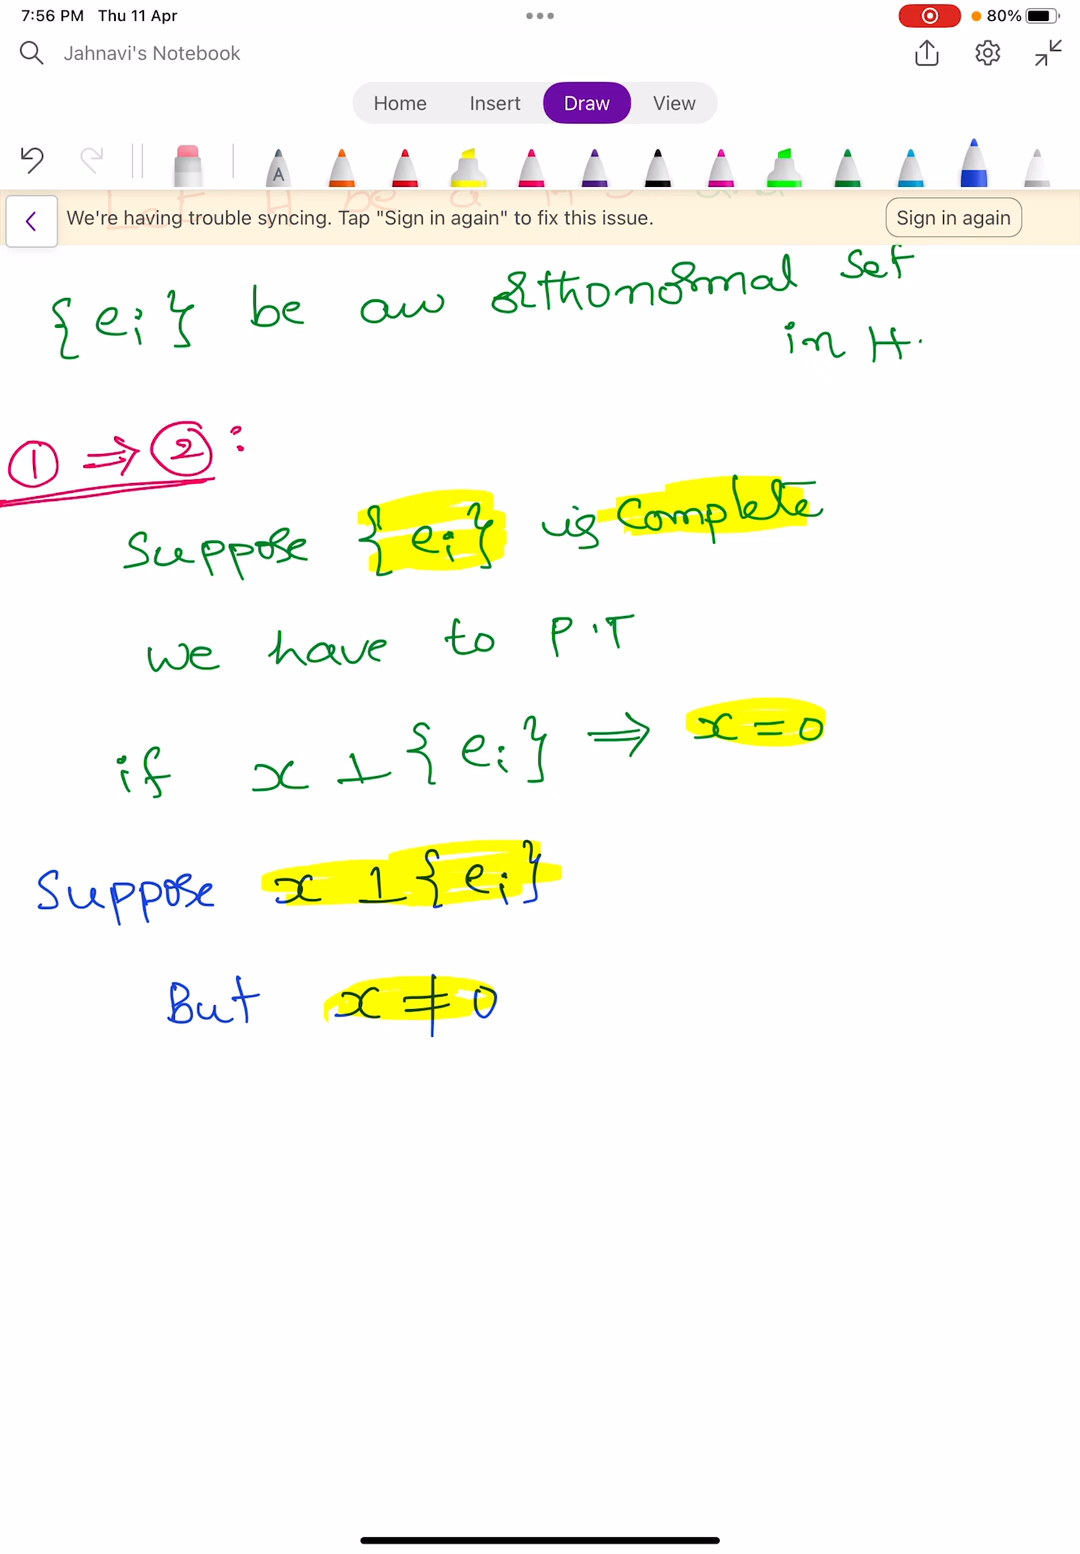 7:56 PM Thu 11 Apr
80%
Jahnavi's Notebook
Home Insert Draw View
A
Let H be a
We're having trouble syncing. Tap "Sign in again" to fix this issue.
Sign in again
{ei} be an orthonormal set
in H.
① ⇒ ② :
Suppose {ei} is complete
we have to P.T
if x ⊥ {ei} ⇒ x = 0
Suppose x ⊥ {ei}
But x ≠ 0